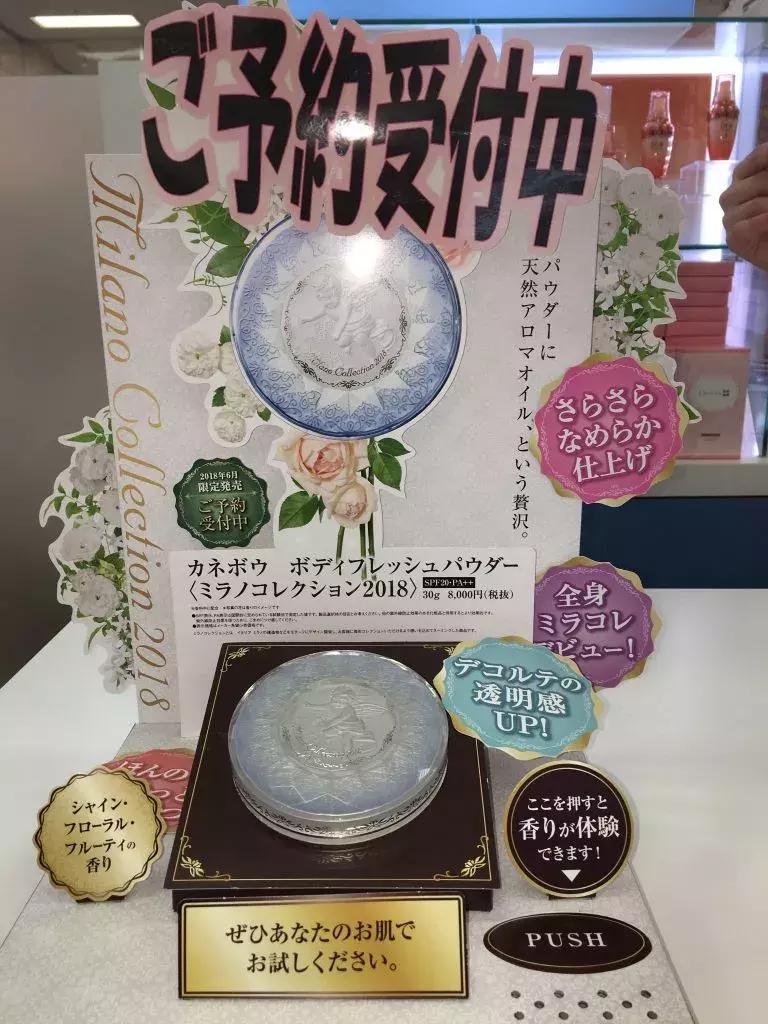 ご予約受付中
Milano Collection 2018
パウダーに
天然アロマオイル、という贅沢。
Milano Collection 2018
さらさら
なめらか
仕上げ
2018年6月
限定発売
ご予約
受付中
カネボウ ボディフレッシュパウダー
〈ミラノコレクション2018〉 SPF20・PA++
30g 8,000円(税抜)
全身
ミラコレ
デビュー!
デコルテの
透明感
UP!
ほんの
シャイン・
フローラル・
フルーティの
香り
ここを押すと
香りが体験
できます!
ぜひあなたのお肌で
お試しください。
PUSH